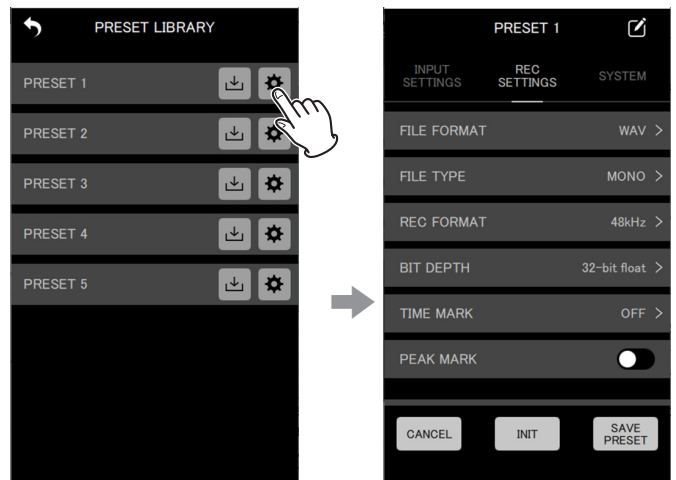 PRESET LIBRARY
PRESET 1
PRESET 2
PRESET 3
PRESET 4
PRESET 5
PRESET 1
INPUT
SETTINGS
REC
SETTINGS
SYSTEM
FILE FORMAT WAV >
FILE TYPE MONO >
REC FORMAT 48kHz >
BIT DEPTH 32-bit float >
TIME MARK OFF >
PEAK MARK
CANCEL
INIT
SAVE
PRESET